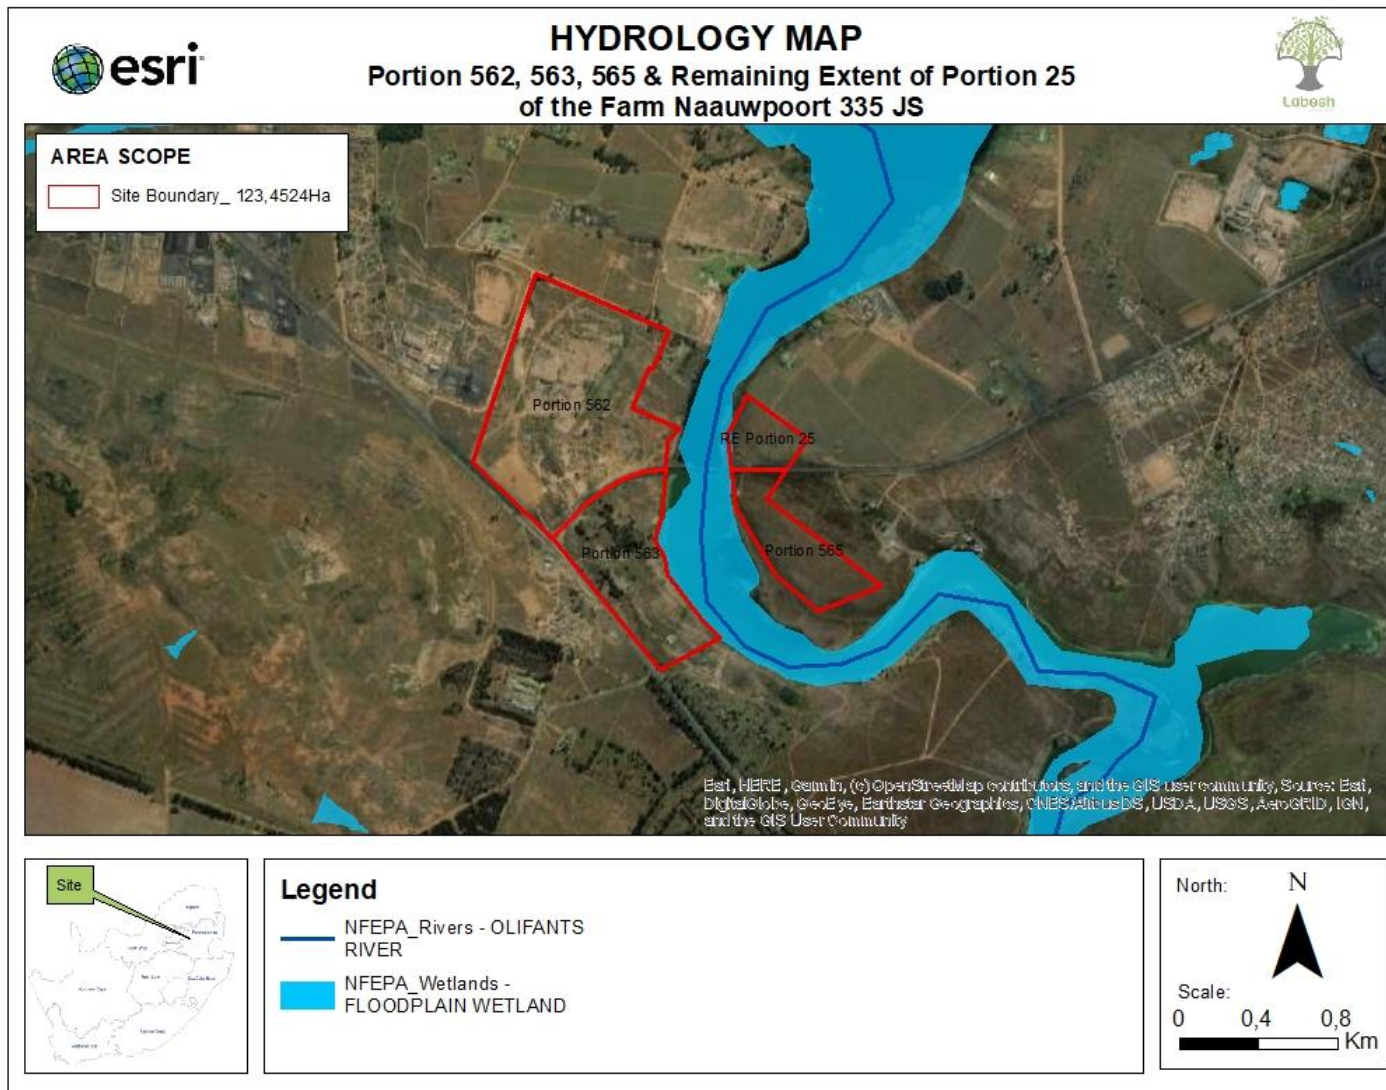 esri
HYDROLOGY MAP
Portion 562, 563, 565 & Remaining Extent of Portion 25
of the Farm Naauwpoort 335 JS
Labesh
AREA SCOPE
Site Boundary_ 123,4524Ha
Portion 562
RE Portion 25
Portion 563
Portion 565
Esri, HERE, Garmin, (c) OpenStreetMap contributors, and the GIS user community, Source: Esri,
DigitalGlobe, GeoEye, Earthstar Geographics, CNES/Airbus DS, USDA, USGS, AeroGRID, IGN,
and the GIS User Community
Site
Legend
NFEPA_Rivers - OLIFANTS
RIVER
NFEPA_Wetlands -
FLOODPLAIN WETLAND
North:
N
Scale:
0 0,4 0,8
Km